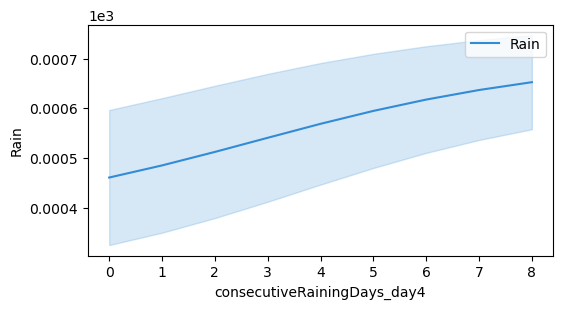 1e3
Rain
0.0007
0.0006
0.0005
0.0004
Rain
0 1 2 3 4 5 6 7 8
consecutiveRainingDays_day4